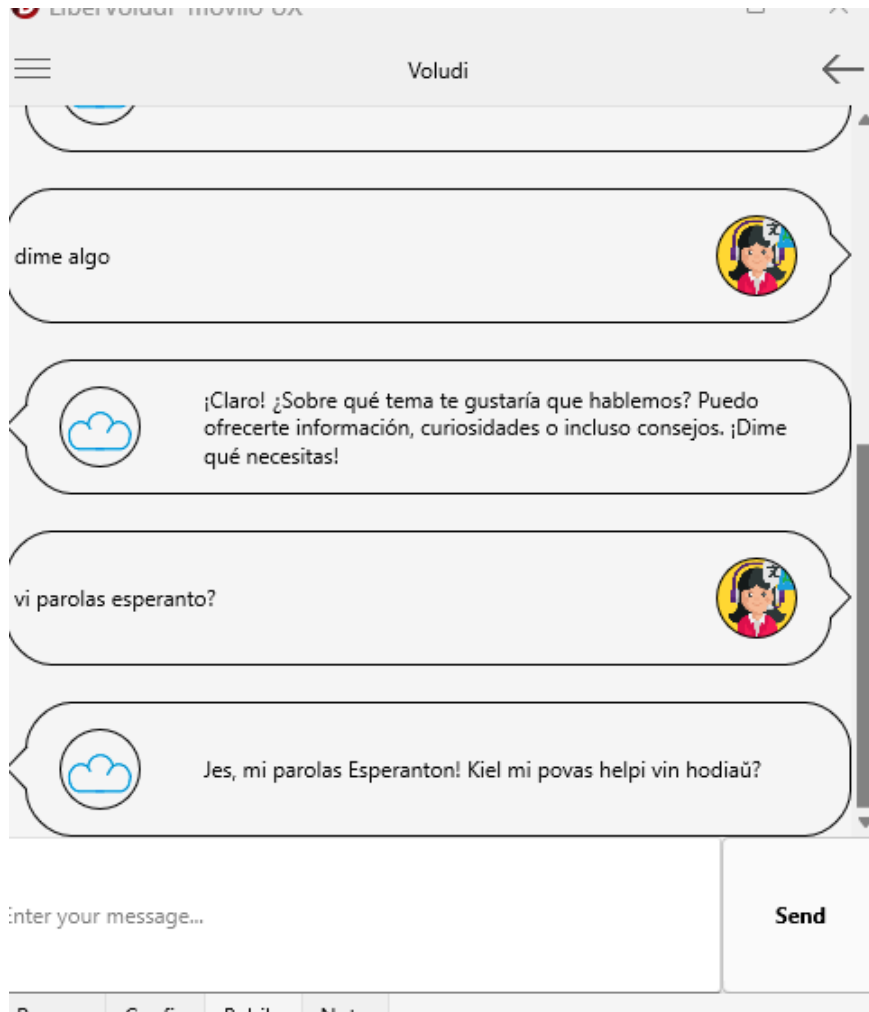 Voludi
dime algo
¡Claro! ¿Sobre qué tema te gustaría que hablemos? Puedo
ofrecerte información, curiosidades o incluso consejos. ¡Dime
qué necesitas!
vi parolas esperanto?
Jes, mi parolas Esperanton! Kiel mi povas helpi vin hodiaŭ?
Enter your message...
Send